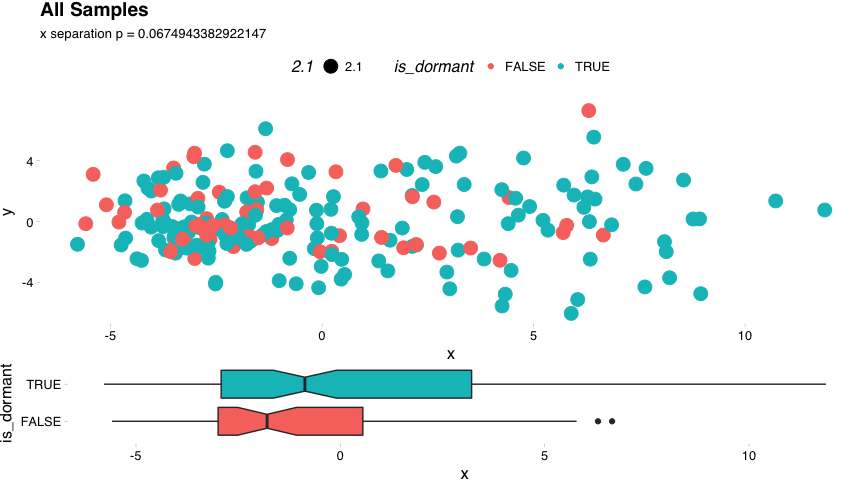 All Samples
x separation p = 0.0674943382922147
2.1 2.1 is_dormant FALSE TRUE
4
0
-4
y
-5 0 5 10
x
TRUE
FALSE
is_dormant
-5 0 5 10
x